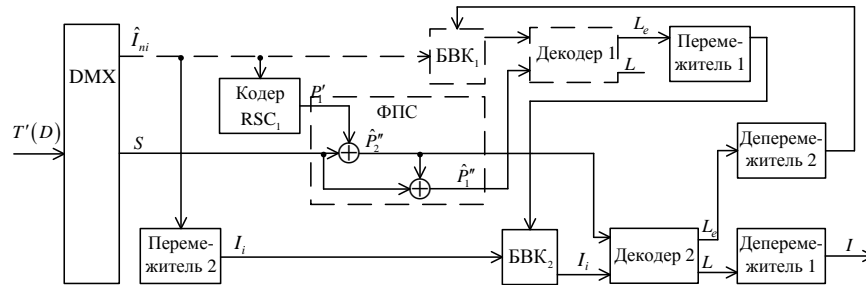 DMX
T′(D)
Î_ni
S
Кодер
RSC₁
P₁′
ФПС
P̂₂″
P̂₁″
БВК₁
Декодер 1
L_e
L
Переме-
житель 1
Депереме-
житель 2
Переме-
житель 2
I_i
БВК₂
I_i
Декодер 2
L_e
L
Депереме-
житель 1
I